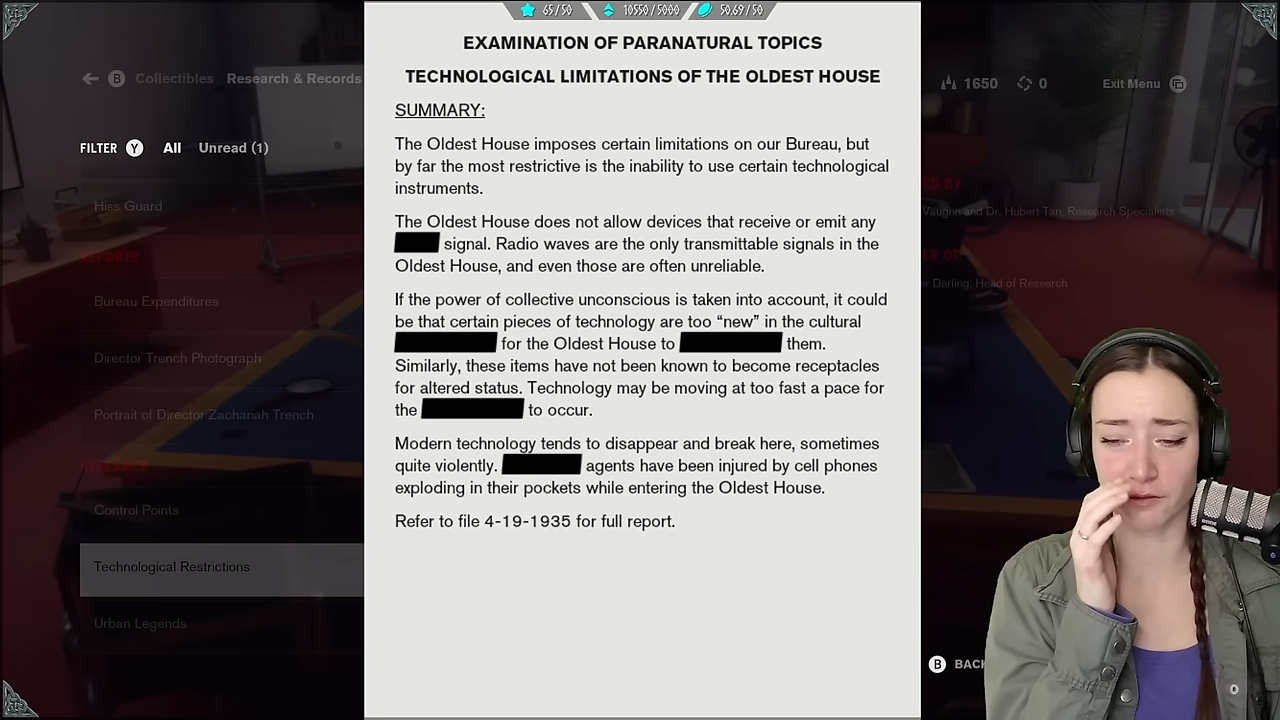 65/50
10550/5000
50.69/50
EXAMINATION OF PARANATURAL TOPICS
TECHNOLOGICAL LIMITATIONS OF THE OLDEST HOUSE
SUMMARY:
The Oldest House imposes certain limitations on our Bureau, but
by far the most restrictive is the inability to use certain technological
instruments.
The Oldest House does not allow devices that receive or emit any
signal. Radio waves are the only transmittable signals in the
Oldest House, and even those are often unreliable.
If the power of collective unconscious is taken into account, it could
be that certain pieces of technology are too “new” in the cultural
for the Oldest House to them.
Similarly, these items have not been known to become receptacles
for altered status. Technology may be moving at too fast a pace for
the to occur.
Modern technology tends to disappear and break here, sometimes
quite violently. agents have been injured by cell phones
exploding in their pockets while entering the Oldest House.
Refer to file 4-19-1935 for full report.
B Collectibles Research & Records
FILTER Y All Unread (1)
Hiss Guard
REPORTS
Bureau Expenditures
Director Trench Photograph
Portrait of Director Zachariah Trench
Control Points
Technological Restrictions
Urban Legends
1650 0 Exit Menu
Vaughn and Dr. Hubert Tan, Research Specialists
Darling, Head of Research
B BACK
RODE